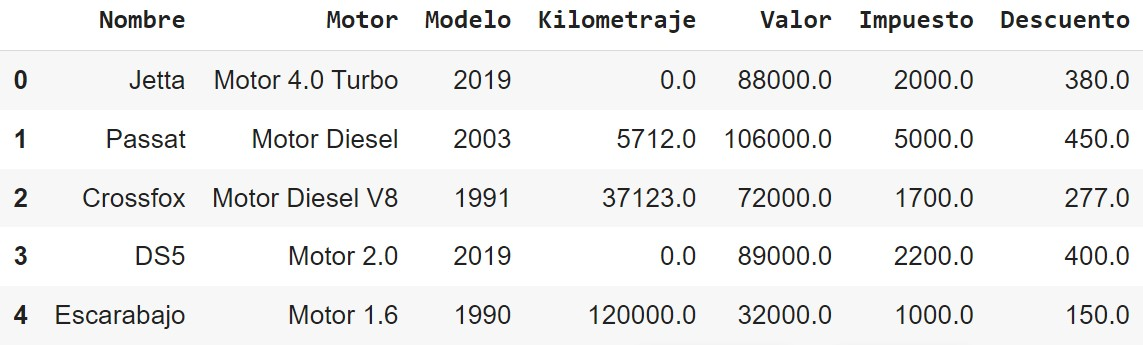 Nombre Motor Modelo Kilometraje Valor Impuesto Descuento
0 Jetta Motor 4.0 Turbo 2019 0.0 88000.0 2000.0 380.0
1 Passat Motor Diesel 2003 5712.0 106000.0 5000.0 450.0
2 Crossfox Motor Diesel V8 1991 37123.0 72000.0 1700.0 277.0
3 DS5 Motor 2.0 2019 0.0 89000.0 2200.0 400.0
4 Escarabajo Motor 1.6 1990 120000.0 32000.0 1000.0 150.0